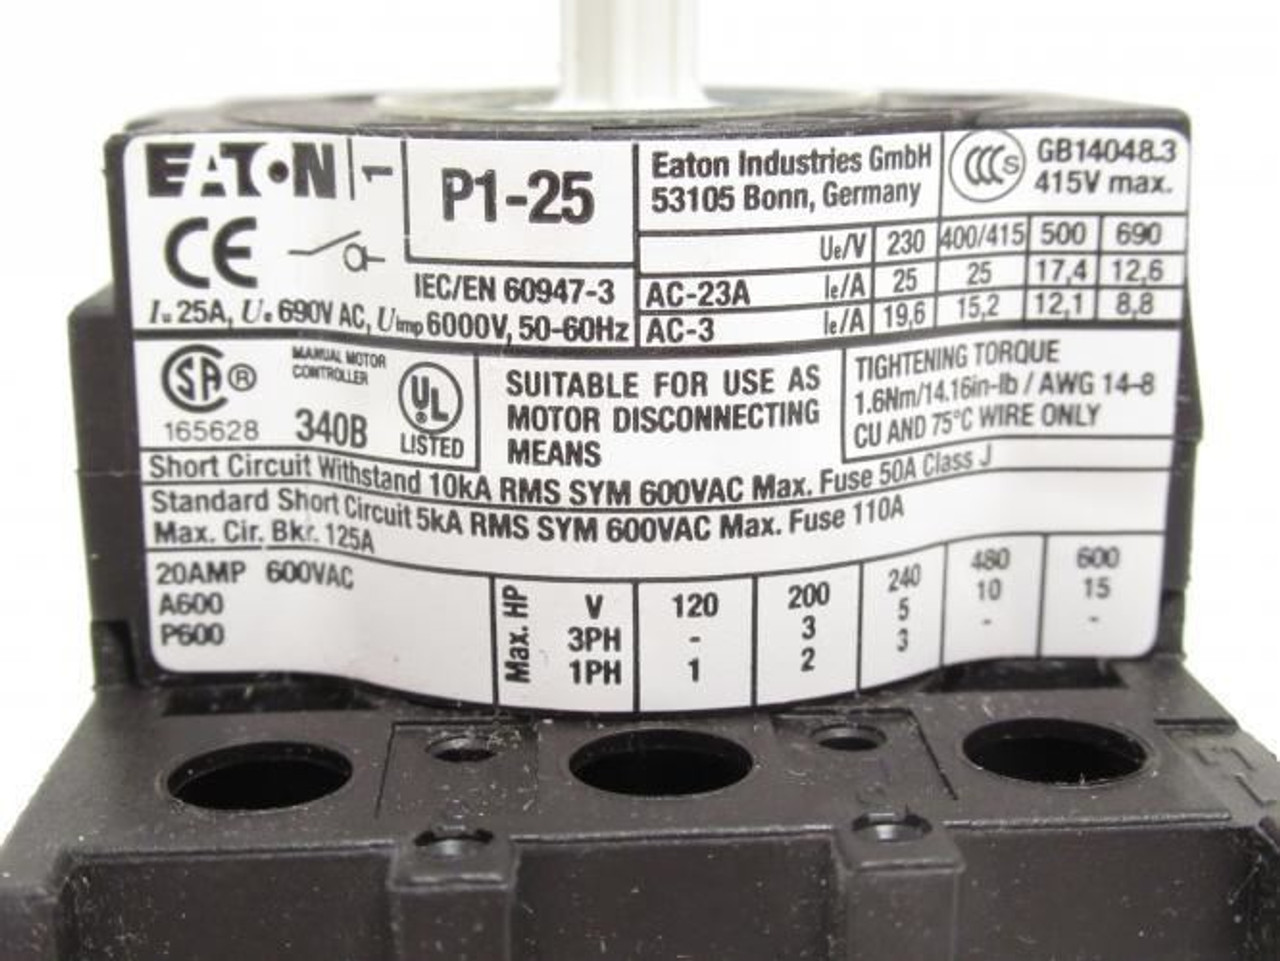 EATON 1 P1-25
Eaton Industries GmbH
53105 Bonn, Germany
CCC S
GB14048.3
415V max.
CE
IEC/EN 60947-3
Iu 25A, Ue 690V AC, Uimp 6000V, 50-60Hz
Ue/V 230 400/415 500 690
AC-23A Ie/A 25 25 17,4 12,6
AC-3 Ie/A 19,6 15,2 12,1 8,8
SA ®
165628
MANUAL MOTOR
CONTROLLER
340B
UL ®
LISTED
SUITABLE FOR USE AS
MOTOR DISCONNECTING
MEANS
TIGHTENING TORQUE
1.6Nm/14.16in-lb / AWG 14-8
CU AND 75°C WIRE ONLY
Short Circuit Withstand 10kA RMS SYM 600VAC Max. Fuse 50A Class J
Standard Short Circuit 5kA RMS SYM 600VAC Max. Fuse 110A
Max. Cir. Bkr. 125A
20AMP 600VAC
A600
P600
Max. HP
V 120 200 240 480 600
3PH - 3 5 10 15
1PH 1 2 3 - -